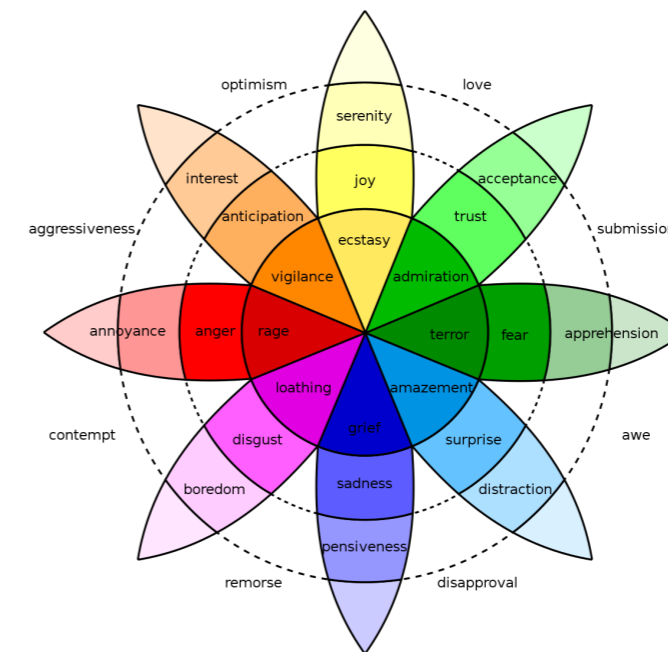 optimism
love
serenity
interest
acceptance
joy
anticipation
trust
aggressiveness
submission
ecstasy
vigilance
admiration
annoyance
anger
rage
terror
fear
apprehension
loathing
amazement
contempt
disgust
grief
surprise
awe
boredom
sadness
distraction
pensiveness
remorse
disapproval